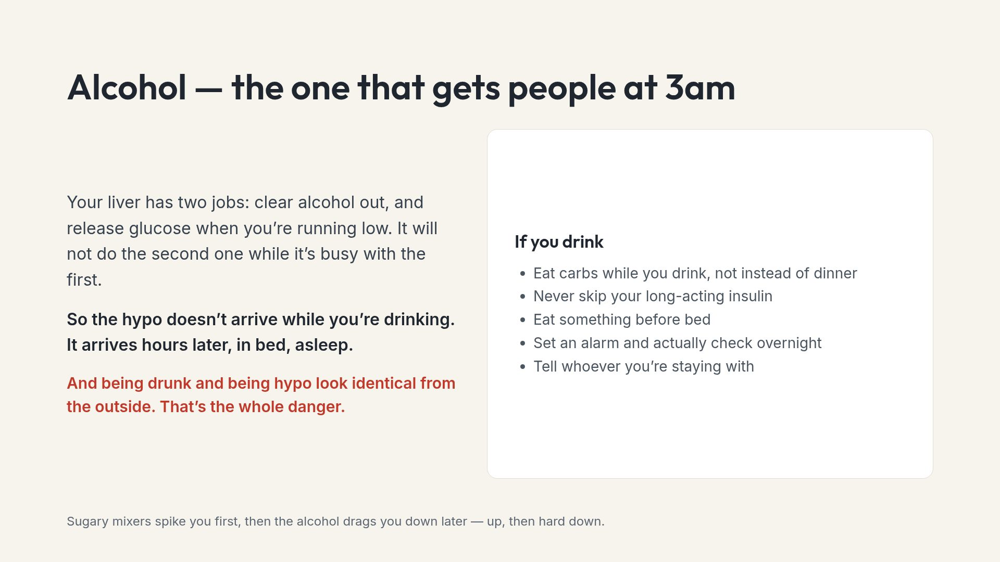 Alcohol — the one that gets people at 3am
Your liver has two jobs: clear alcohol out, and
release glucose when you’re running low. It will
not do the second one while it’s busy with the
first.
So the hypo doesn’t arrive while you’re drinking.
It arrives hours later, in bed, asleep.
And being drunk and being hypo look identical from
the outside. That’s the whole danger.
If you drink
• Eat carbs while you drink, not instead of dinner
• Never skip your long-acting insulin
• Eat something before bed
• Set an alarm and actually check overnight
• Tell whoever you’re staying with
Sugary mixers spike you first, then the alcohol drags you down later — up, then hard down.